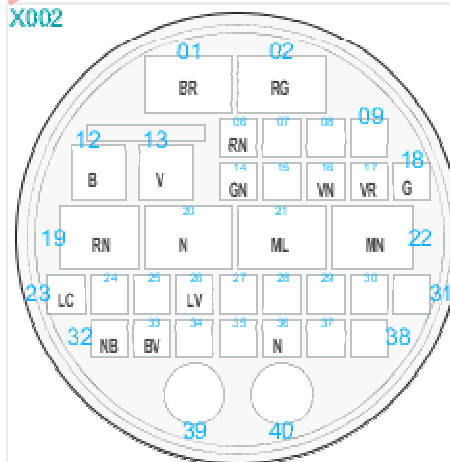 X002
01 02
BR RG
06 07 08 09
RN
12 13
14 15 16 17 18
B V GN VN VR G
20 21
19 RN N ML MN 22
24 25 26 27 28 29 30
23 LC LV 31
33 34 35 36 37
32 NB BV N 38
39 40